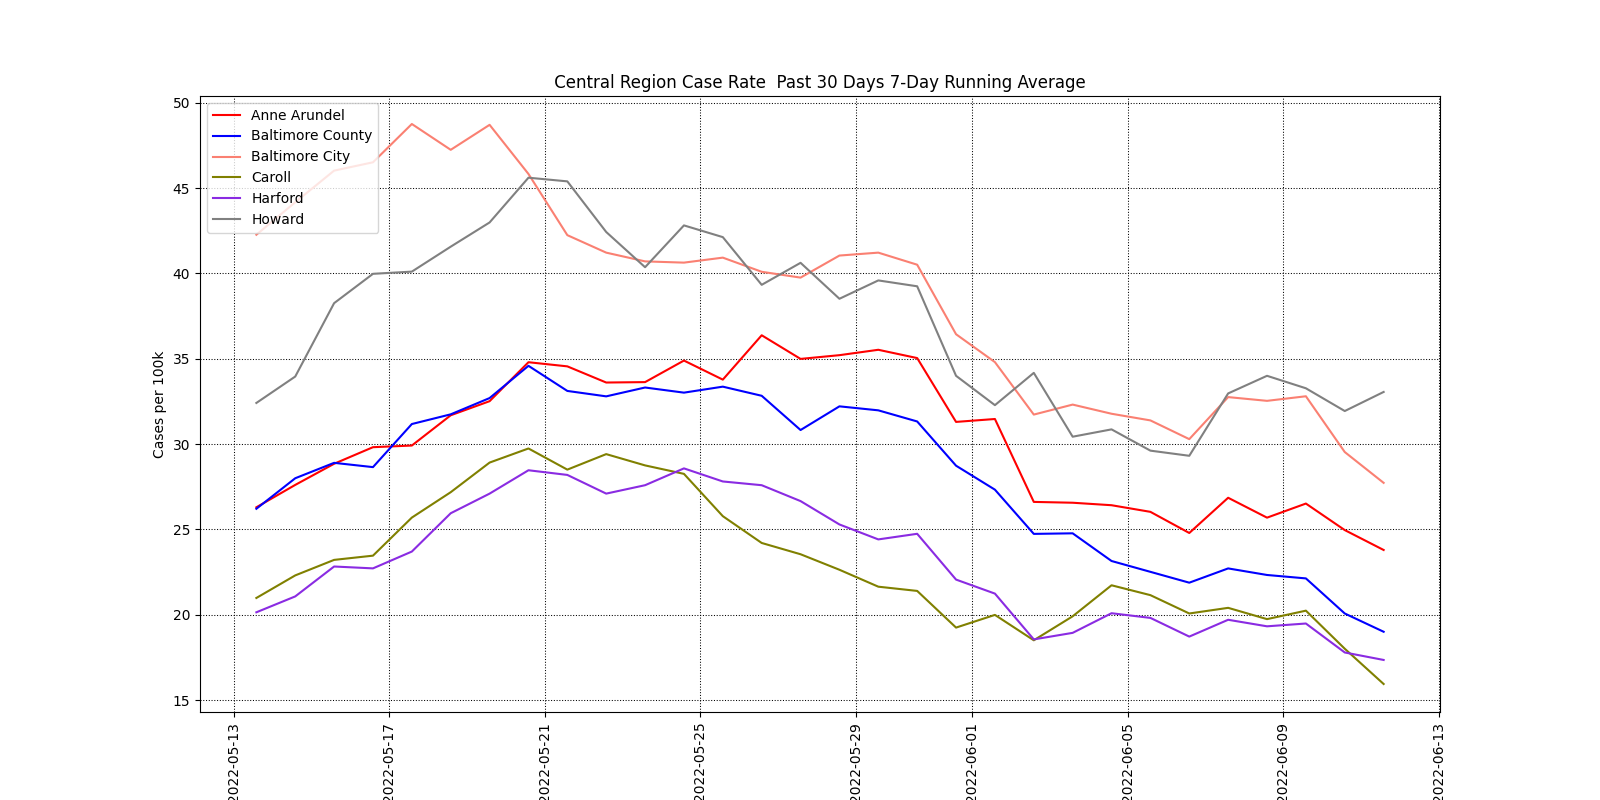 Central Region Case Rate  Past 30 Days 7-Day Running Average
Cases per 100k
50
45
40
35
30
25
20
15
Anne Arundel
Baltimore County
Baltimore City
Caroll
Harford
Howard
2022-05-13
2022-05-17
2022-05-21
2022-05-25
2022-05-29
2022-06-01
2022-06-05
2022-06-09
2022-06-13